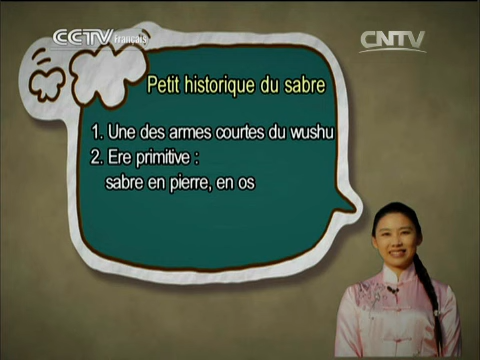 CCTV Français
CNTV
Petit historique du sabre
1. Une des armes courtes du wushu
2. Ere primitive :
sabre en pierre, en os